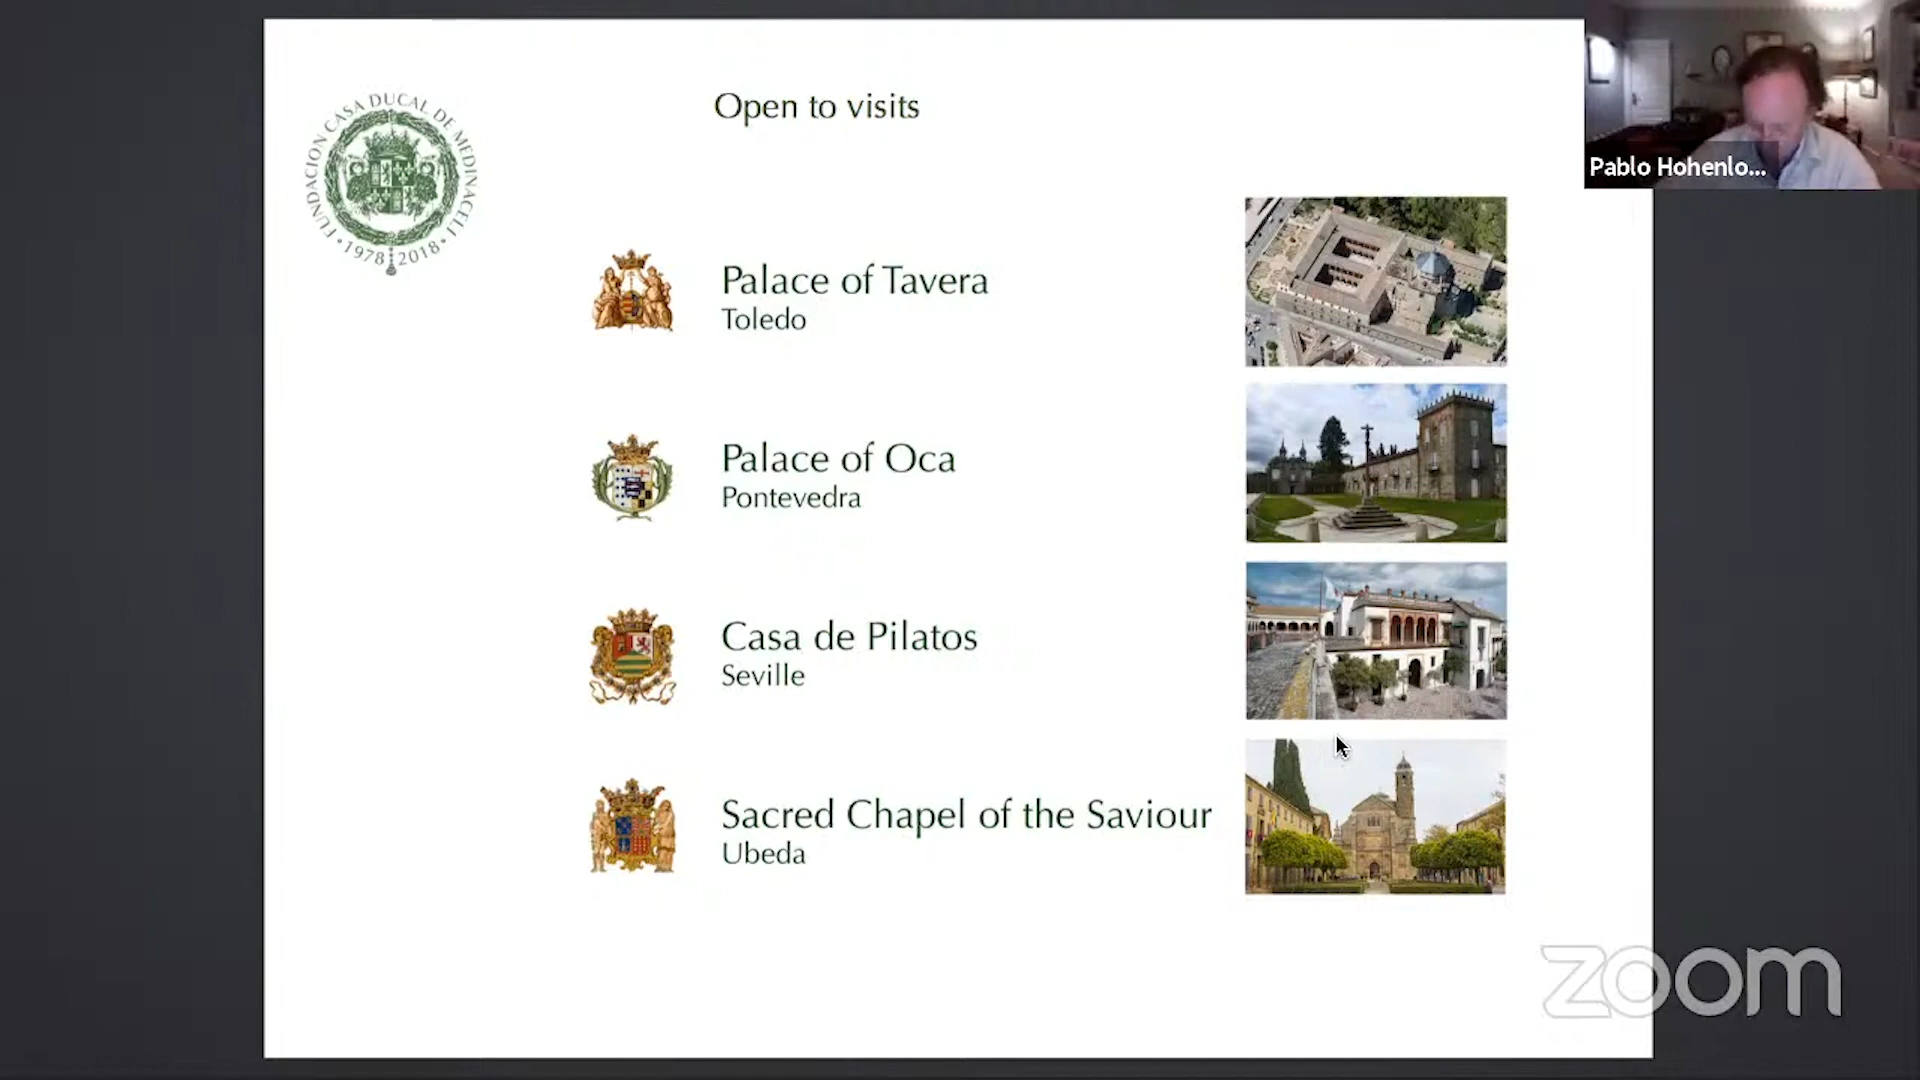 Open to visits
FUNDACION CASA DUCAL DE MEDINACELI
· 1978 2018 ·
Pablo Hohenlo...
Palace of Tavera
Toledo
Palace of Oca
Pontevedra
Casa de Pilatos
Seville
Sacred Chapel of the Saviour
Ubeda
zoom